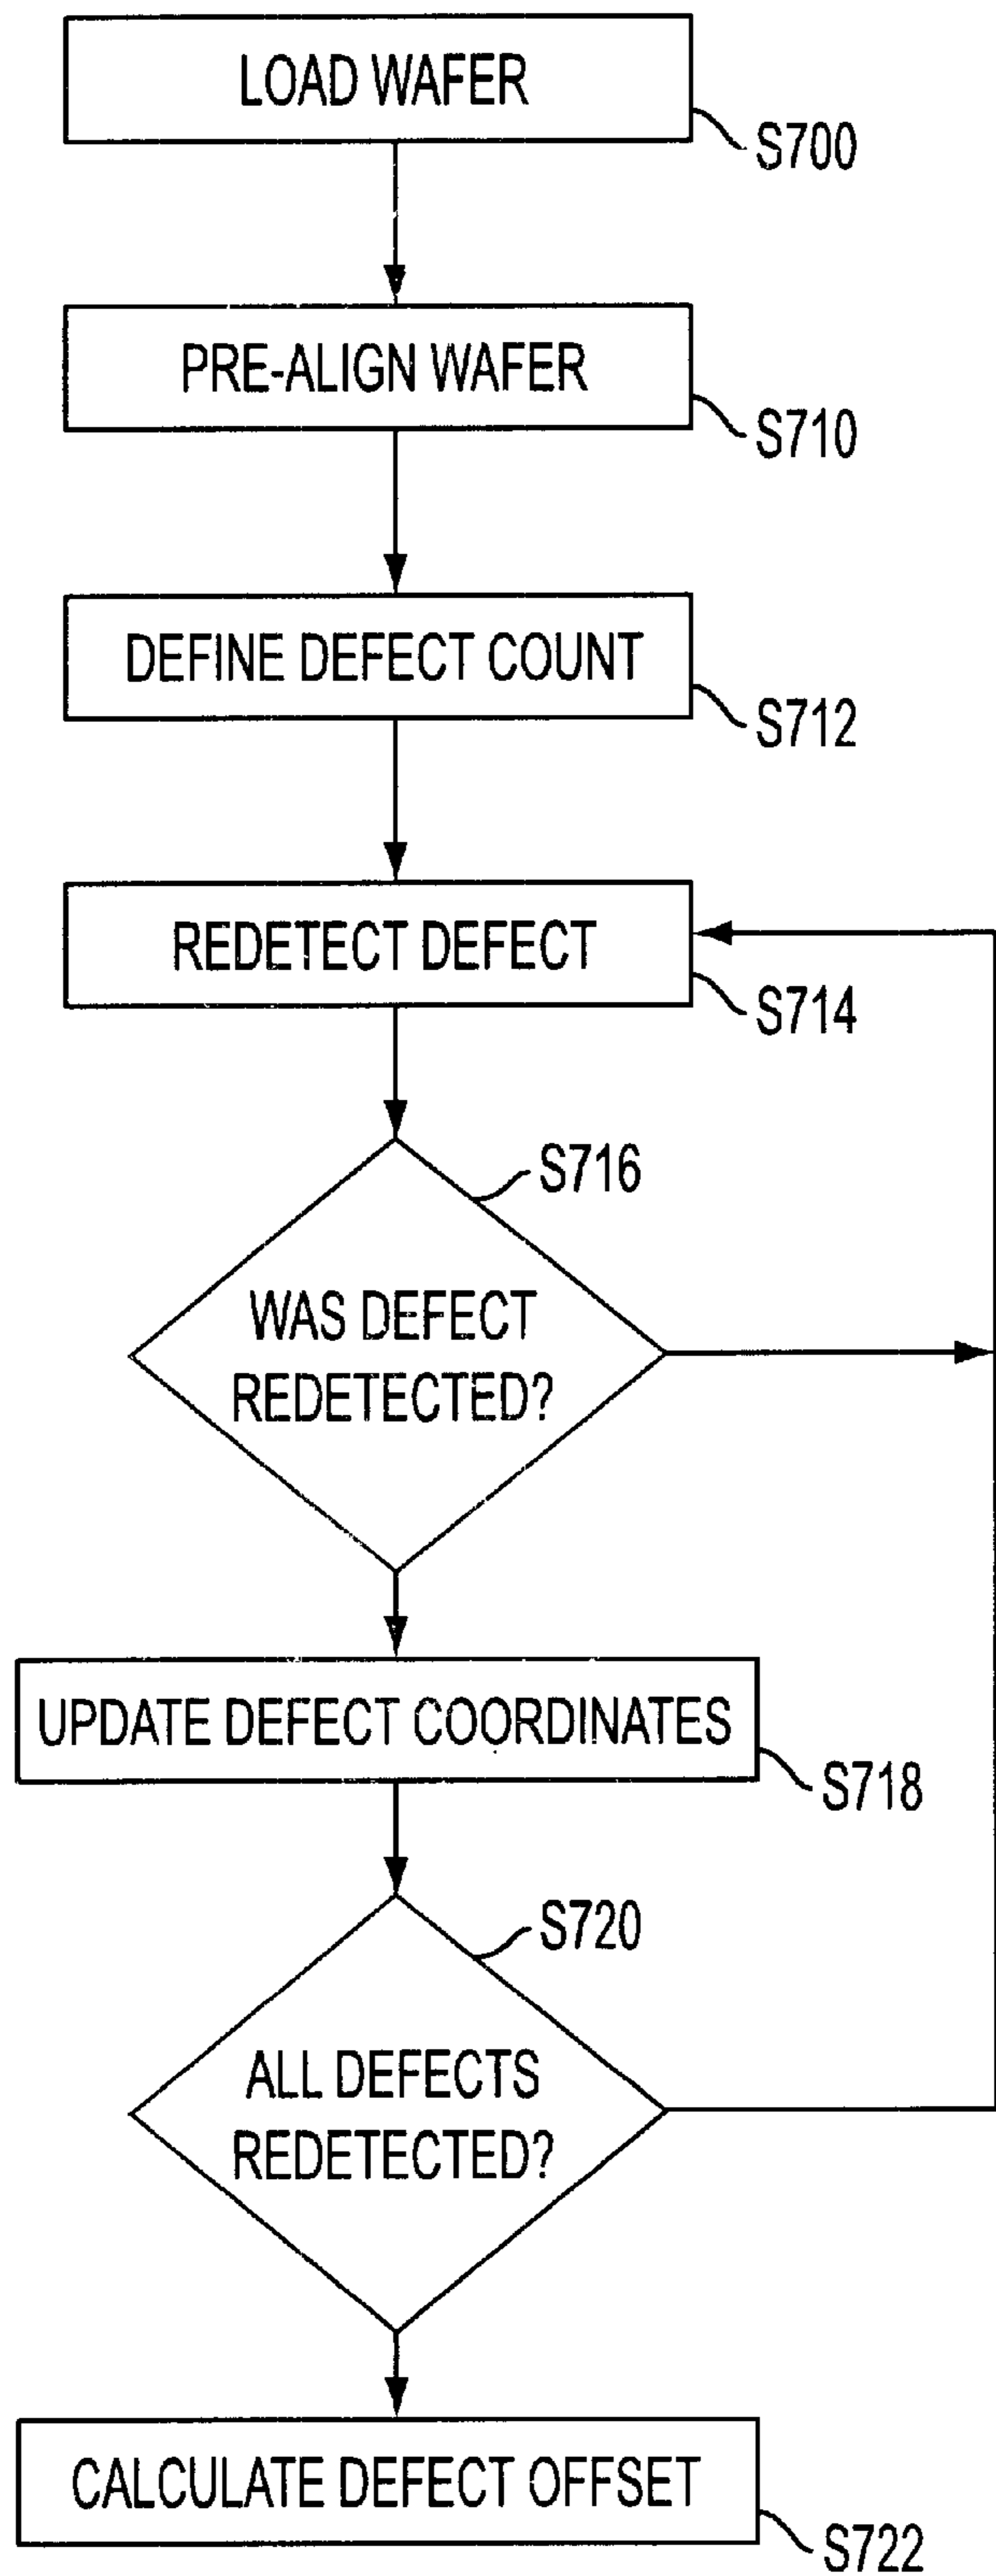 LOAD WAFER
S700
PRE-ALIGN WAFER
S710
DEFINE DEFECT COUNT
S712
REDETECT DEFECT
S714
S716
WAS DEFECT
REDETECTED?
UPDATE DEFECT COORDINATES
S718
S720
ALL DEFECTS
REDETECTED?
CALCULATE DEFECT OFFSET
S722